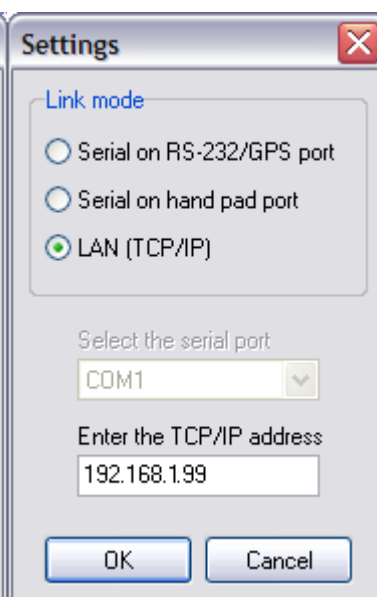 Settings
Link mode
Serial on RS-232/GPS port
Serial on hand pad port
LAN (TCP/IP)
Select the serial port
COM1
Enter the TCP/IP address
192.168.1.99
OK
Cancel